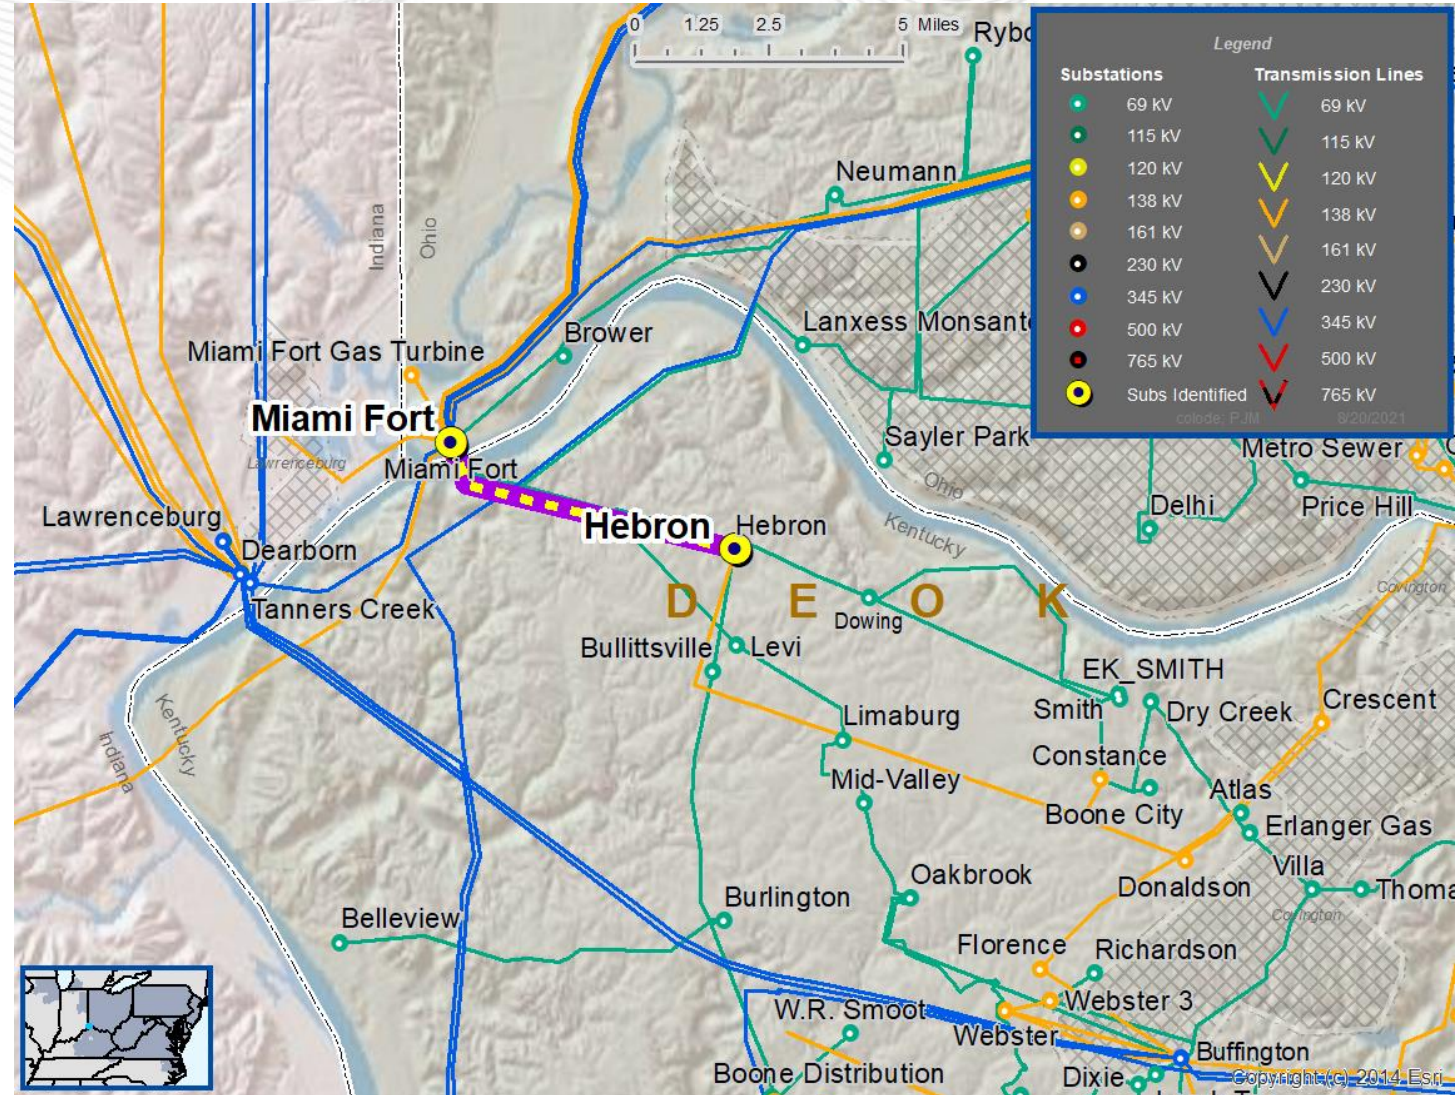 0 1.25 2.5 5 Miles
Legend
Substations
Transmission Lines
69 kV
69 kV
115 kV
115 kV
120 kV
120 kV
138 kV
138 kV
161 kV
161 kV
230 kV
230 kV
345 kV
345 kV
500 kV
500 kV
765 kV
765 kV
Subs Identified
colode; PJM
8/20/2021
Neumann
Indiana
Ohio
Brower
Lanxess
Miami Fort Gas Turbine
Miami Fort
Lawrenceburg
Miami Fort
Sayler Park
Ohio
Kentucky
Metro Sewer
Delhi
Price Hill
Lawrenceburg
Dearborn
Tanners Creek
Hebron
Hebron
D E O K
Dowing
Covington
Bullittsville
Levi
EK_SMITH
Smith
Dry Creek
Crescent
Kentucky
Indiana
Limaburg
Constance
Mid-Valley
Atlas
Boone City
Erlanger Gas
Villa
Donaldson
Oakbrook
Covington
Burlington
Belleview
Florence
Richardson
W.R. Smoot
Webster 3
Webster
Buffington
Boone Distribution
Dixie
Copyright (c) 2014 Esri